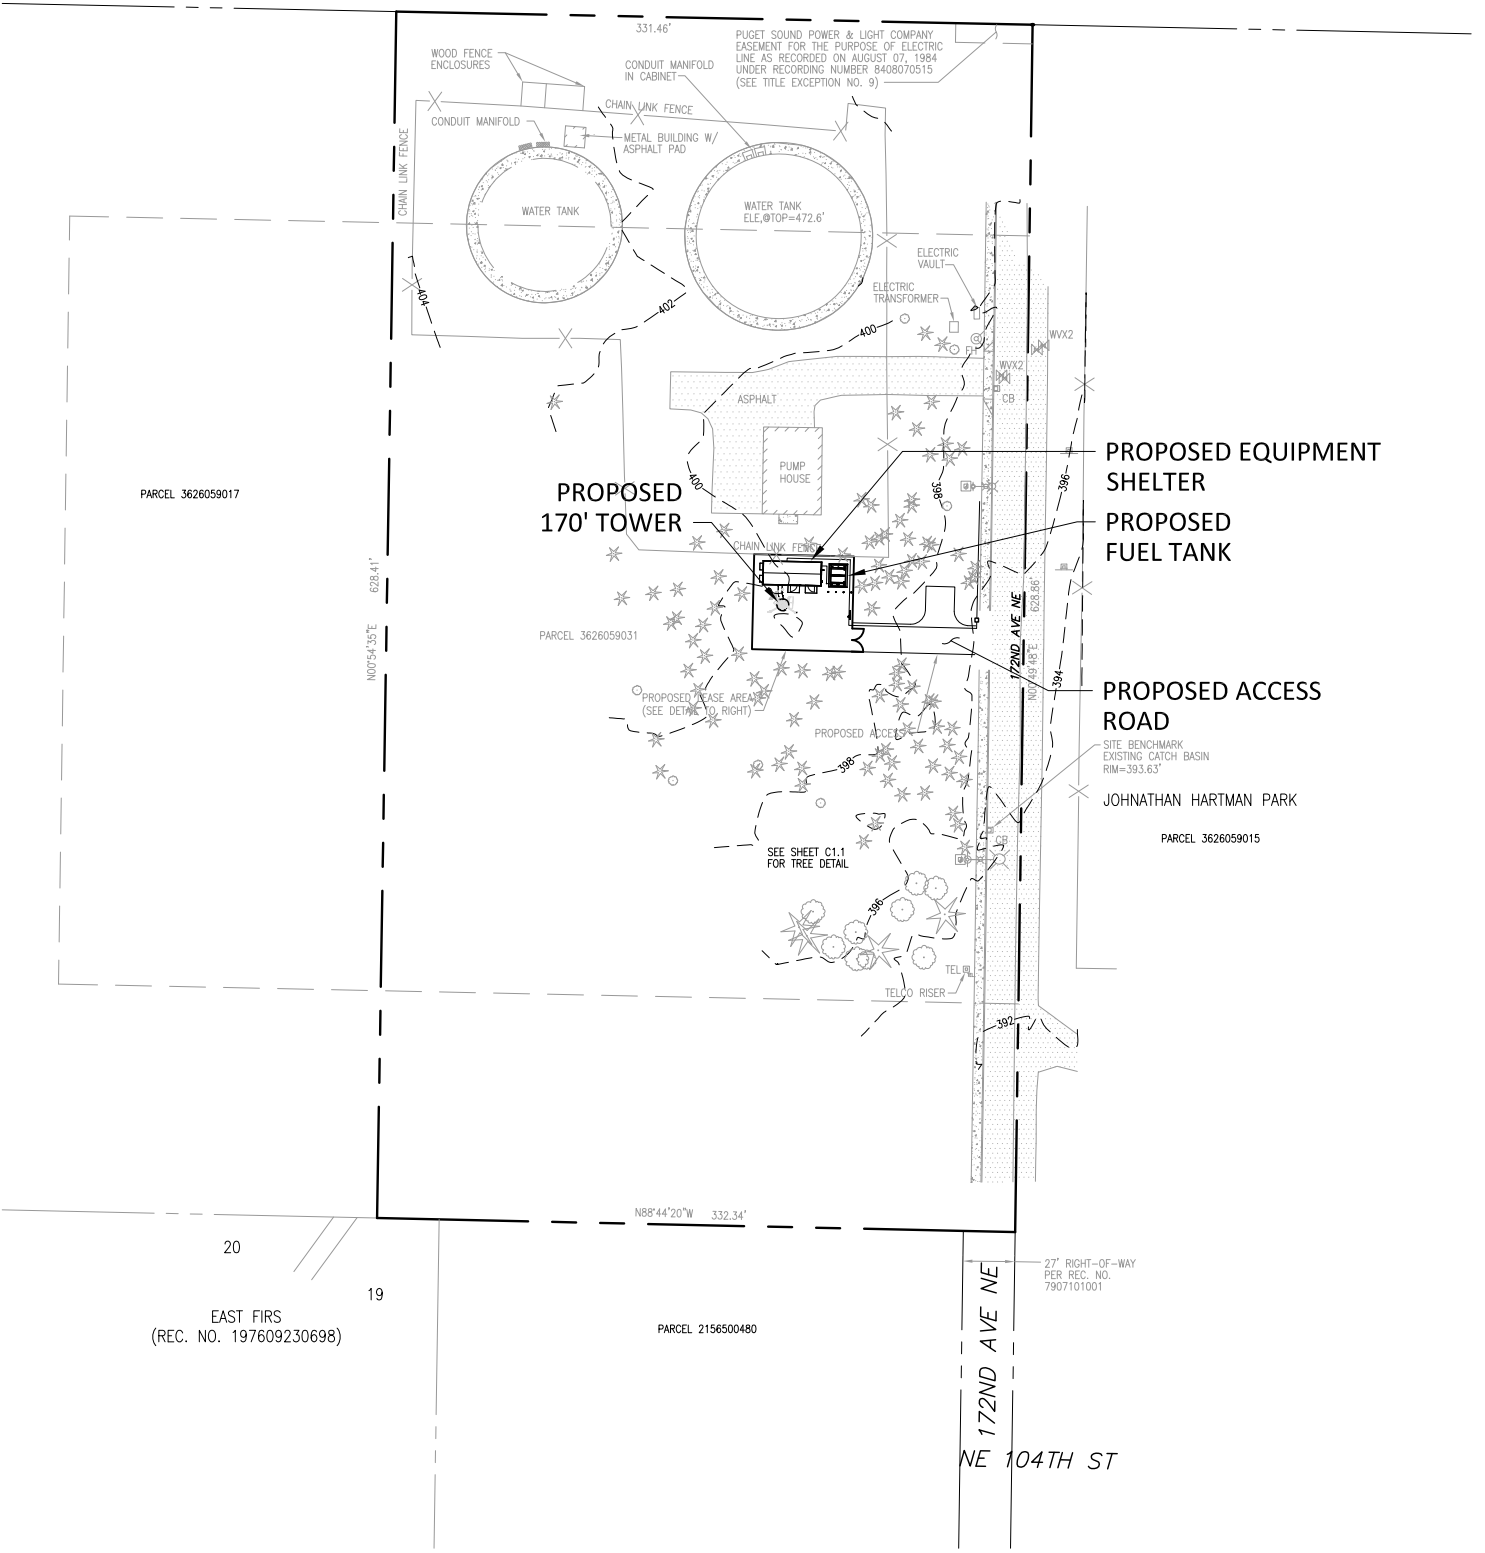 331.46'
PUGET SOUND POWER & LIGHT COMPANY
EASEMENT FOR THE PURPOSE OF ELECTRIC
LINE AS RECORDED ON AUGUST 07, 1984
UNDER RECORDING NUMBER 8408070515
(SEE TITLE EXCEPTION NO. 9)
WOOD FENCE
ENCLOSURES
CONDUIT MANIFOLD
IN CABINET
CHAIN LINK FENCE
CONDUIT MANIFOLD
METAL BUILDING W/
ASPHALT PAD
CHAIN LINK FENCE
WATER TANK
WATER TANK
ELE,@TOP=472.6'
ELECTRIC
VAULT
ELECTRIC
TRANSFORMER
404
402
400
FH
WVX2
WVX2
CB
ASPHALT
PUMP
HOUSE
PROPOSED EQUIPMENT
SHELTER
PARCEL 3626059017
PROPOSED
170' TOWER
400
398
396
PROPOSED
FUEL TANK
CHAIN LINK FENCE
628.41'
N00°54'35"E
PARCEL 3626059031
172ND AVE NE
628.86'
N00°49'48"E
394
PROPOSED LEASE AREA
(SEE DETAIL TO RIGHT)
PROPOSED ACCESS
PROPOSED ACCESS
ROAD
SITE BENCHMARK
EXISTING CATCH BASIN
RIM=393.63'
398
JOHNATHAN HARTMAN PARK
PARCEL 3626059015
CB
SEE SHEET C1.1
FOR TREE DETAIL
396
TEL
TELCO RISER
392
N88°44'20"W 332.34'
20
19
EAST FIRS
(REC. NO. 197609230698)
PARCEL 2156500480
27' RIGHT-OF-WAY
PER REC. NO.
7907101001
172ND AVE NE
NE 104TH ST